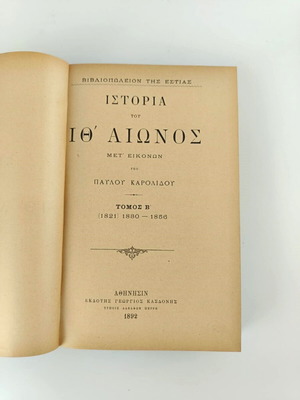 ΒΙΒΛΙΟΠΩΛΕΙΟΝ ΤΗΣ ΕΣΤΙΑΣ
ΙΣΤΟΡΙΑ
ΤΟΥ
ΙΘ΄ ΑΙΩΝΟΣ
ΜΕΤ' ΕΙΚΟΝΩΝ
ΥΠΟ
ΠΑΥΛΟΥ ΚΑΡΟΛΙΔΟΥ
ΤΟΜΟΣ Β΄
(1821) 1830 — 1856
ΑΘΗΝΗΣΙΝ
ΕΚΔΟΤΗΣ ΓΕΩΡΓΙΟΣ ΚΑΣΔΟΝΗΣ
1892